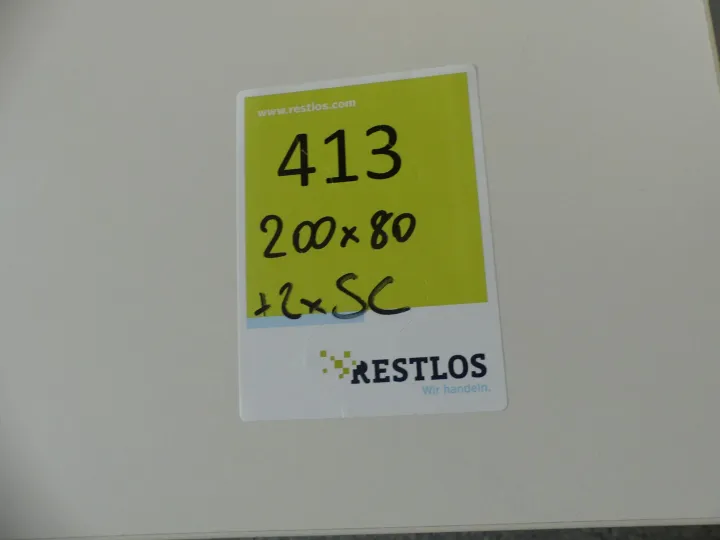 www.restlos.com
413
200x80
+2xSC
RESTLOS
Wir handeln.